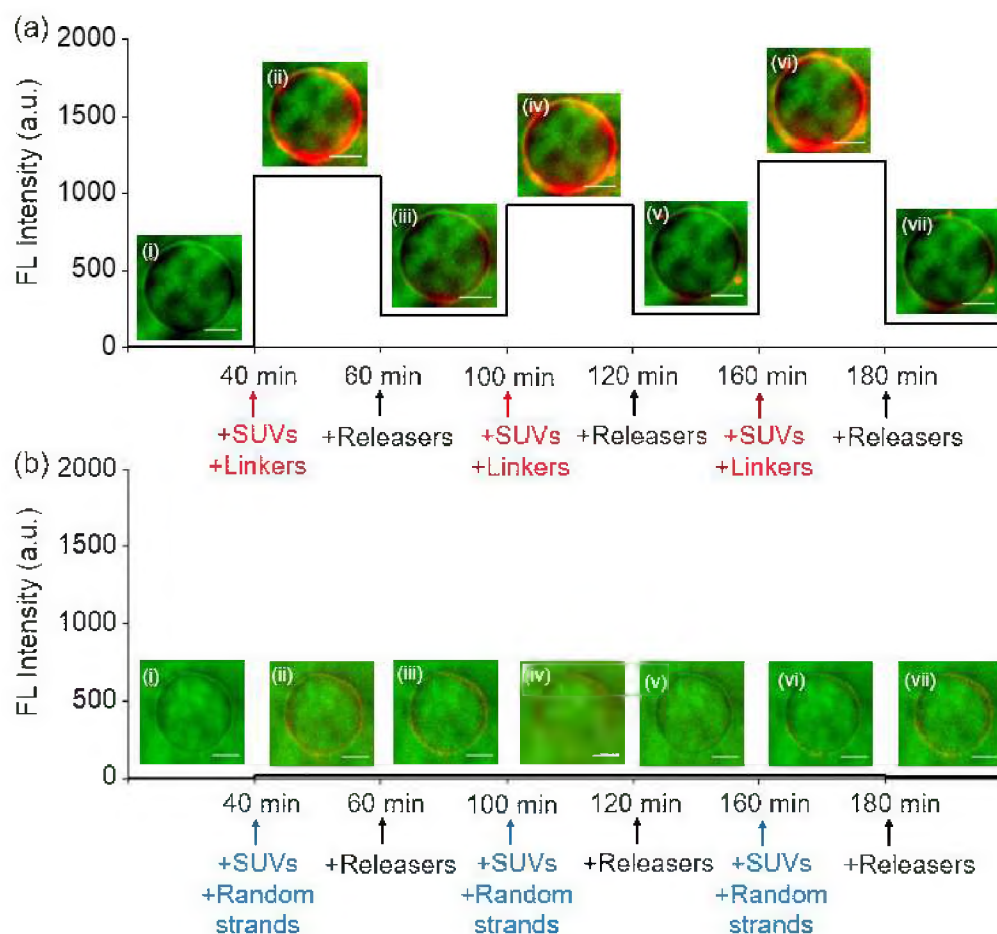 (a)
2000
1500
1000
500
0
FL Intensity (a.u.)
(i)
(ii)
(iii)
(iv)
(v)
(vi)
(vii)
40 min 60 min 100 min 120 min 160 min 180 min
+SUVs +Releasers +SUVs +Releasers +SUVs +Releasers
+Linkers +Linkers +Linkers
(b)
2000
1500
1000
500
0
FL Intensity (a.u.)
(i) (ii) (iii) (iv) (v) (vi) (vii)
40 min 60 min 100 min 120 min 160 min 180 min
+SUVs +Releasers +SUVs +Releasers +SUVs +Releasers
+Random +Random +Random
strands strands strands